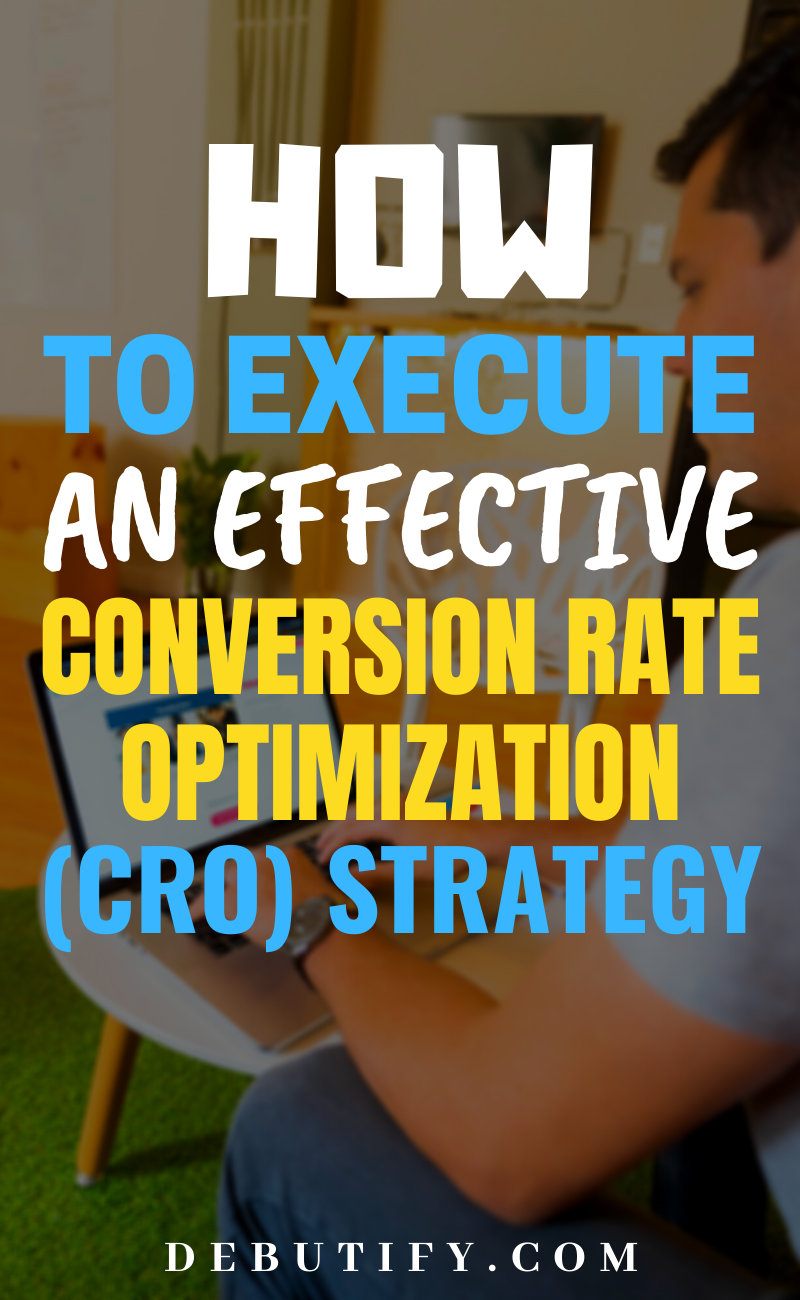 HOW
TO EXECUTE
AN EFFECTIVE
CONVERSION RATE
OPTIMIZATION
(CRO) STRATEGY
DEBUTIFY.COM